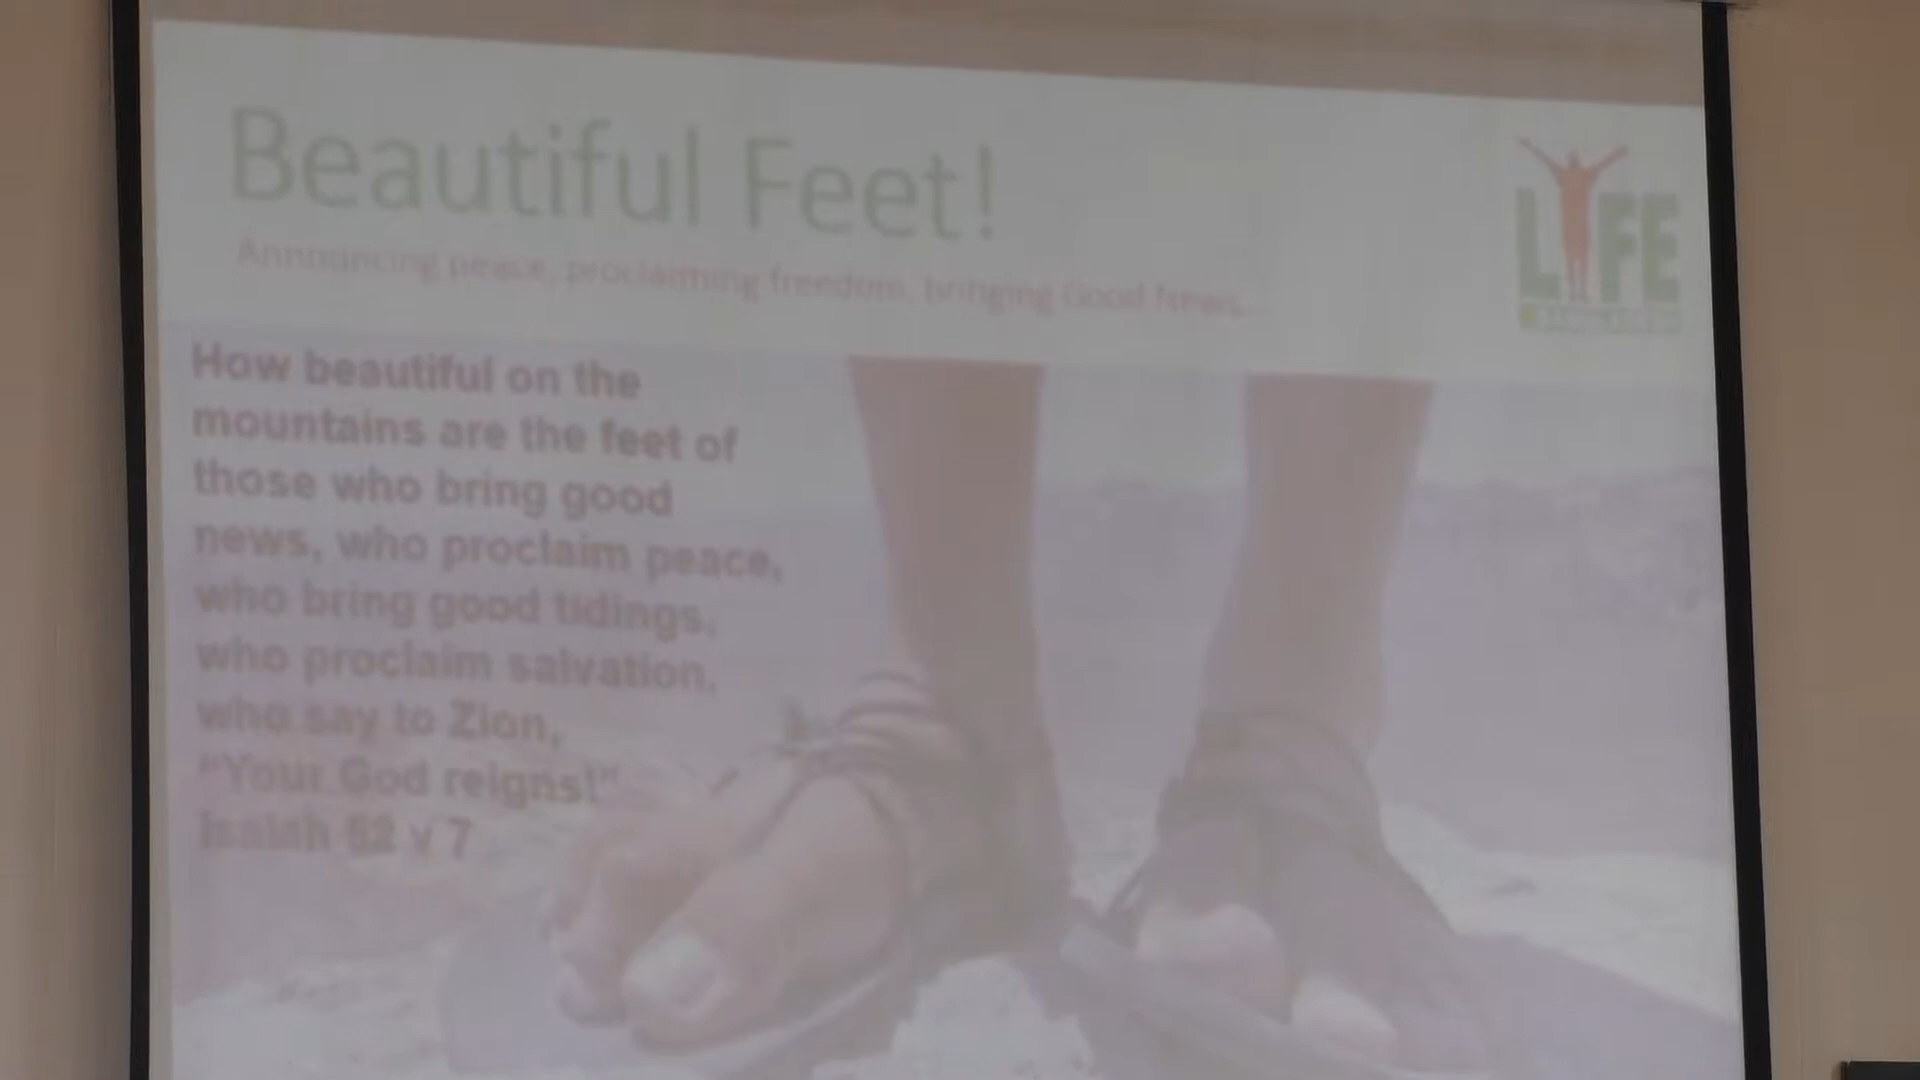 Beautiful Feet!
Announcing peace, proclaiming freedom, bringing Good News...
LIFE
How beautiful on the
mountains are the feet of
those who bring good
news, who proclaim peace,
who bring good tidings,
who proclaim salvation,
who say to Zion,
“Your God reigns!”
Isaiah 52 v 7